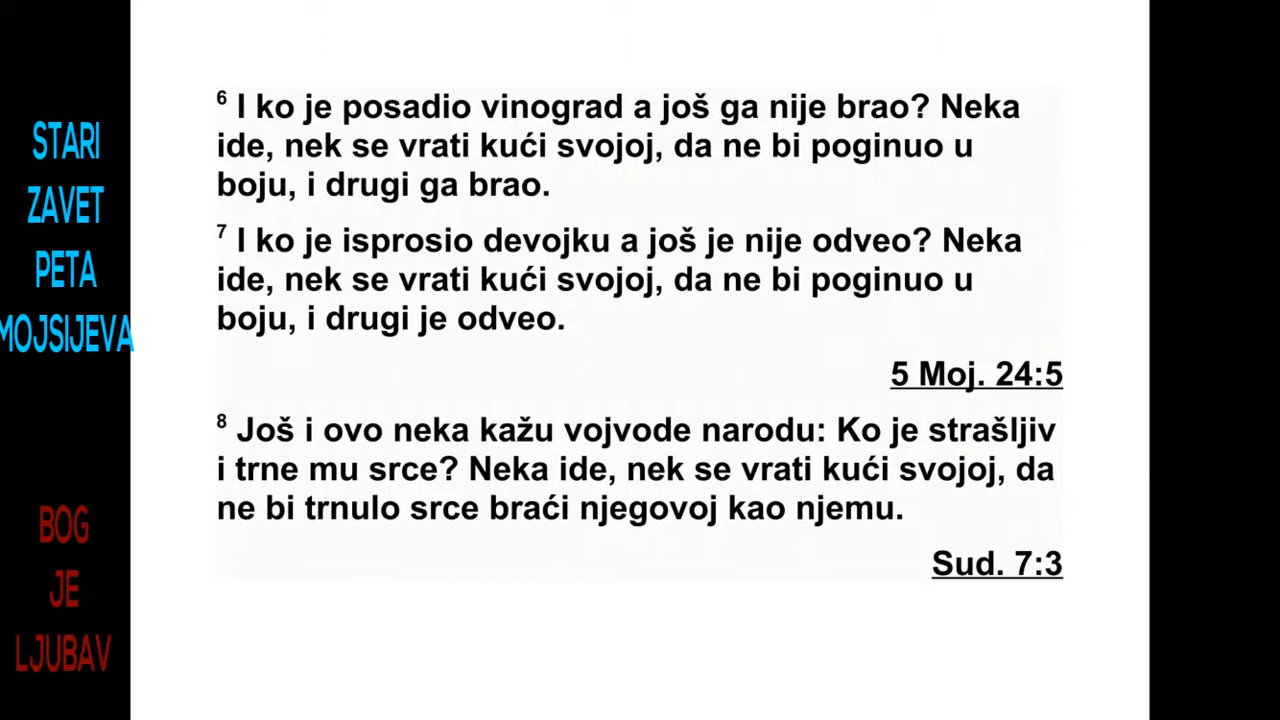 STARI
ZAVET
PETA
MOJSIJEVA
BOG
JE
LJUBAV
6 I ko je posadio vinograd a još ga nije brao? Neka
ide, nek se vrati kući svojoj, da ne bi poginuo u
boju, i drugi ga brao.
7 I ko je isprosio devojku a još je nije odveo? Neka
ide, nek se vrati kući svojoj, da ne bi poginuo u
boju, i drugi je odveo.
5 Moj. 24:5
8 Još i ovo neka kažu vojvode narodu: Ko je strašljiv
i trne mu srce? Neka ide, nek se vrati kući svojoj, da
ne bi trnulo srce braći njegovoj kao njemu.
Sud. 7:3